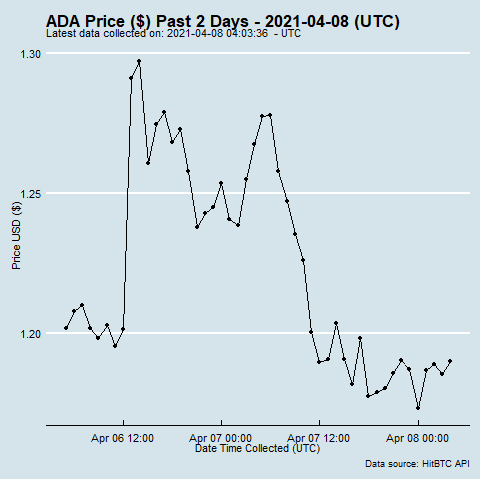 ADA Price ($) Past 2 Days - 2021-04-08 (UTC)
Latest data collected on: 2021-04-08 04:03:36  - UTC
1.30
1.25
1.20
Price USD ($)
Apr 06 12:00
Apr 07 00:00
Apr 07 12:00
Apr 08 00:00
Date Time Collected (UTC)
Data source: HitBTC API